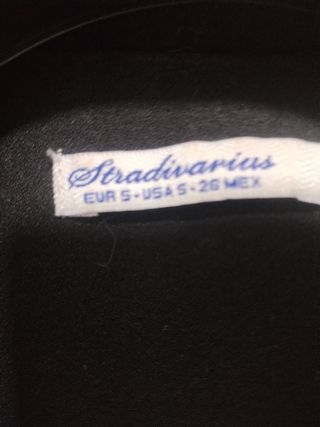 Stradivarius
EUR S - USA S - 26 MEX